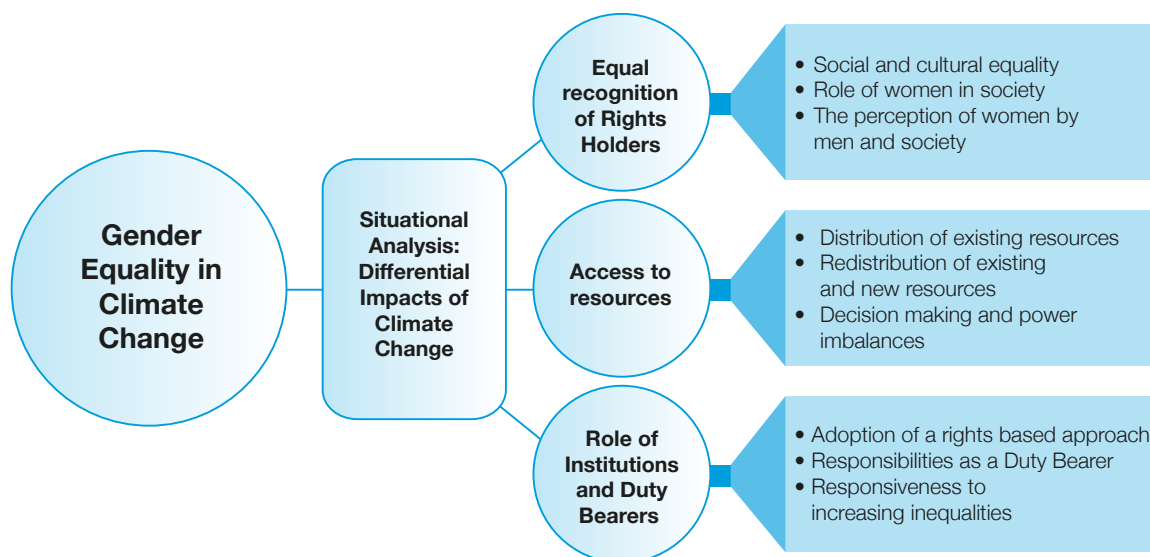 Gender
Equality in
Climate
Change
Situational
Analysis:
Differential
Impacts of
Climate
Change
Equal
recognition
of Rights
Holders
• Social and cultural equality
• Role of women in society
• The perception of women by
men and society
Access to
resources
• Distribution of existing resources
• Redistribution of existing
and new resources
• Decision making and power
imbalances
Role of
Institutions
and Duty
Bearers
• Adoption of a rights based approach
• Responsibilities as a Duty Bearer
• Responsiveness to
increasing inequalities